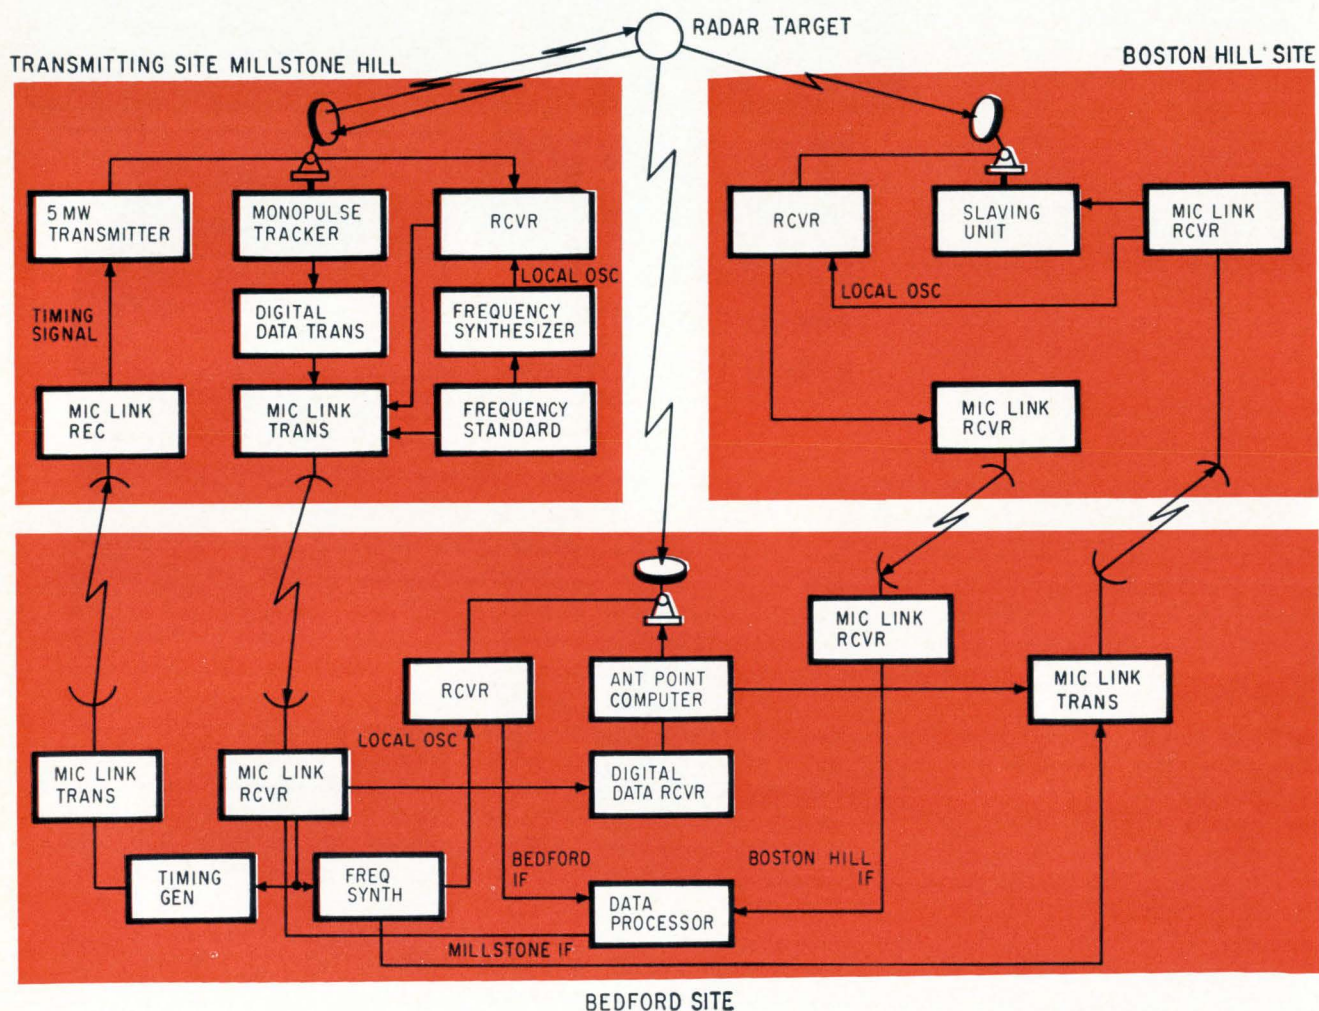 RADAR TARGET
TRANSMITTING SITE MILLSTONE HILL
BOSTON HILL SITE
5 MW
TRANSMITTER
MONOPULSE
TRACKER
RCVR
LOCAL OSC
TIMING
SIGNAL
DIGITAL
DATA TRANS
FREQUENCY
SYNTHESIZER
MIC LINK
REC
MIC LINK
TRANS
FREQUENCY
STANDARD
RCVR
SLAVING
UNIT
MIC LINK
RCVR
LOCAL OSC
MIC LINK
RCVR
MIC LINK
RCVR
RCVR
ANT POINT
COMPUTER
MIC LINK
TRANS
LOCAL OSC
MIC LINK
TRANS
MIC LINK
RCVR
DIGITAL
DATA RCVR
TIMING
GEN
FREQ
SYNTH
BEDFORD
IF
DATA
PROCESSOR
BOSTON HILL
IF
MILLSTONE IF
BEDFORD SITE